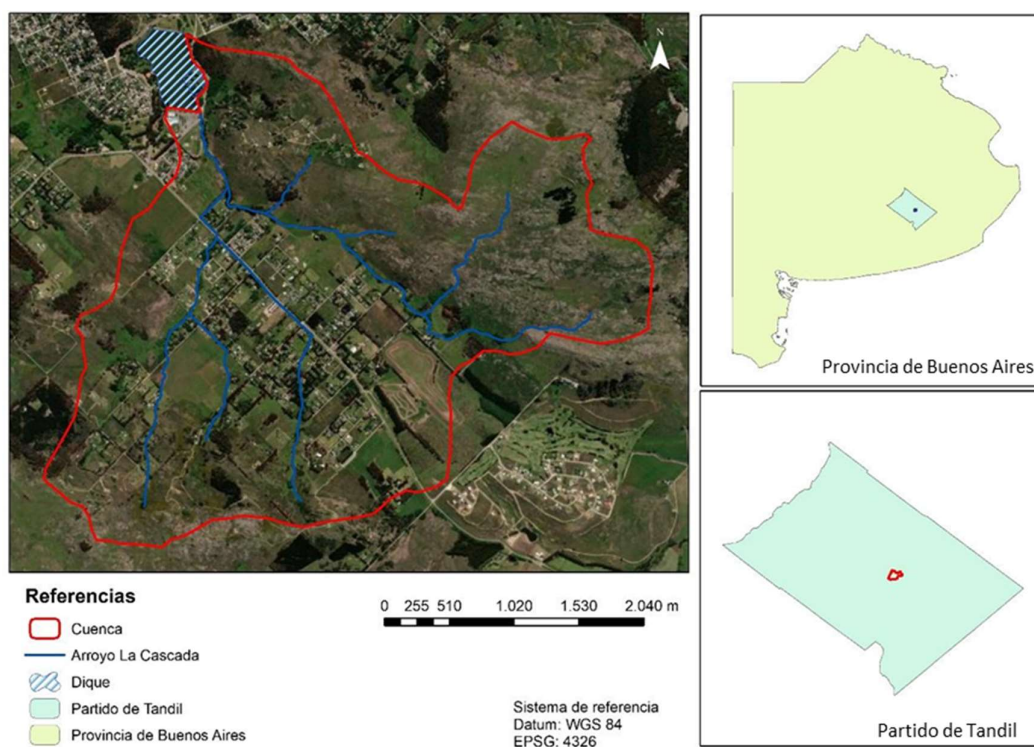 N
Provincia de Buenos Aires
Partido de Tandil
Referencias
Cuenca
Arroyo La Cascada
Dique
Partido de Tandil
Provincia de Buenos Aires
0 255 510 1.020 1.530 2.040 m
Sistema de referencia
Datum: WGS 84
EPSG: 4326